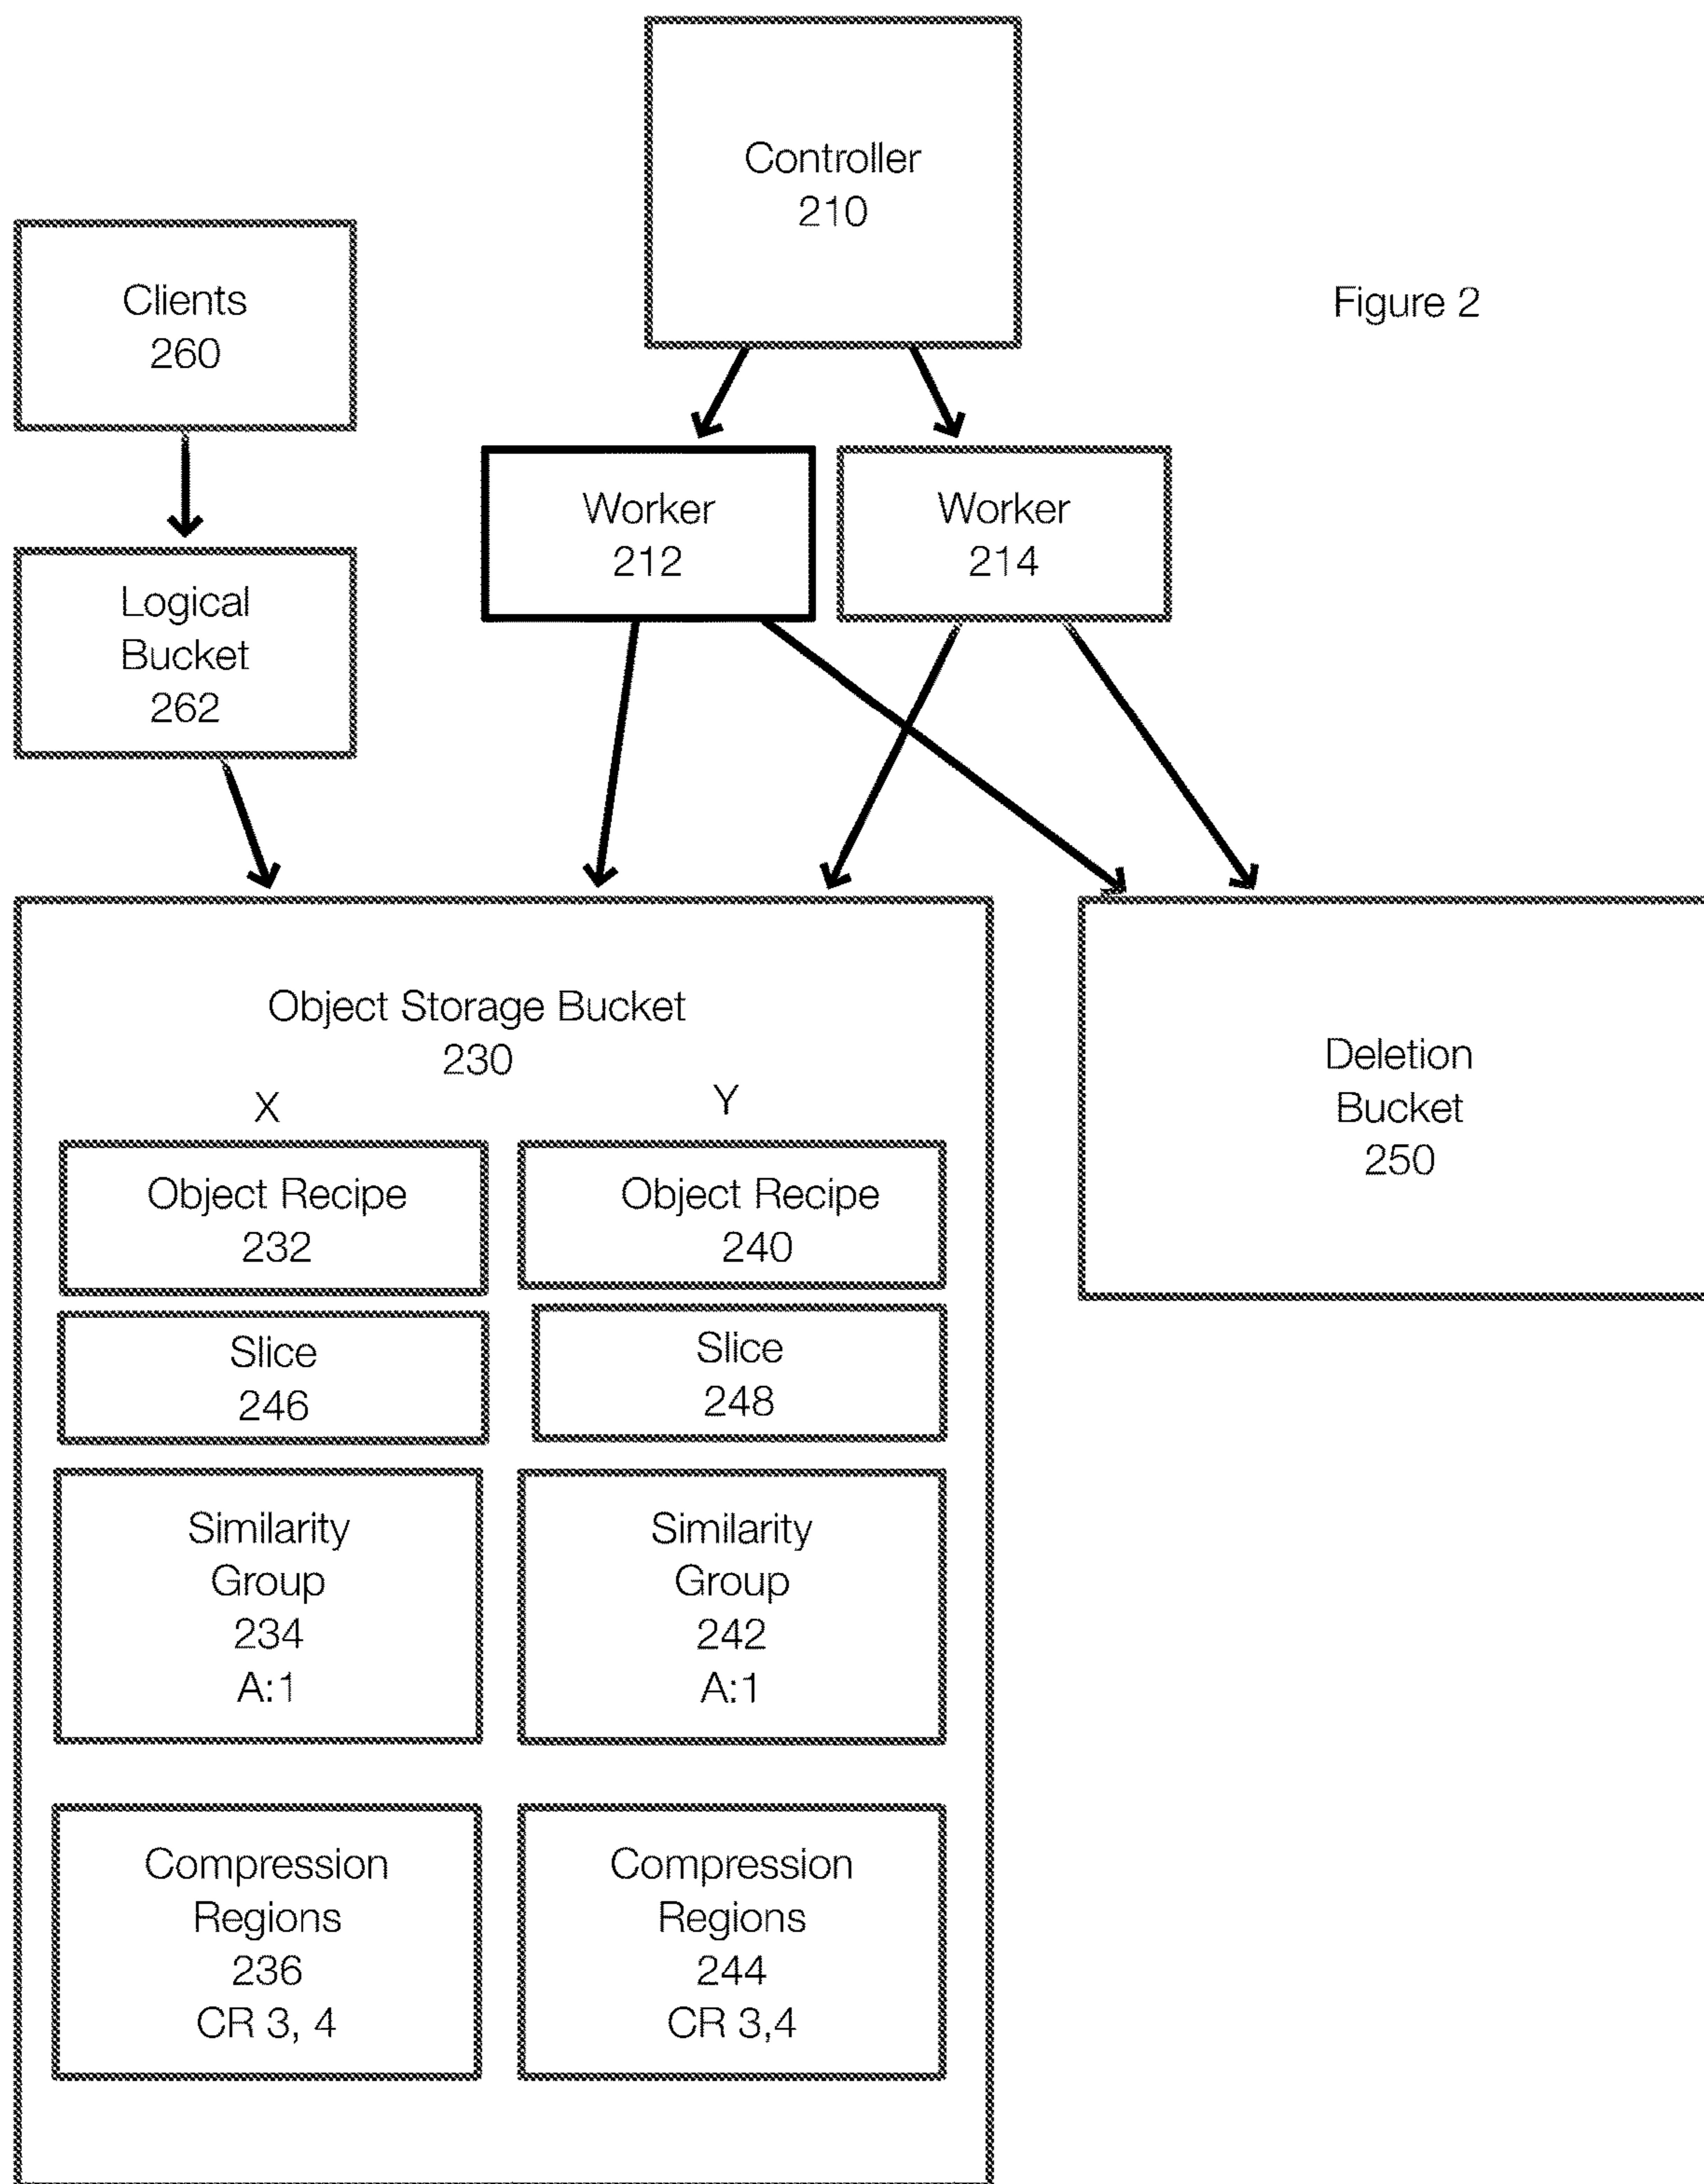 Controller
210
Clients
260
Figure 2
Worker
212
Worker
214
Logical
Bucket
262
Object Storage Bucket
230
X
Y
Object Recipe
232
Object Recipe
240
Slice
246
Slice
248
Similarity
Group
234
A:1
Similarity
Group
242
A:1
Compression
Regions
236
CR 3, 4
Compression
Regions
244
CR 3,4
Deletion
Bucket
250